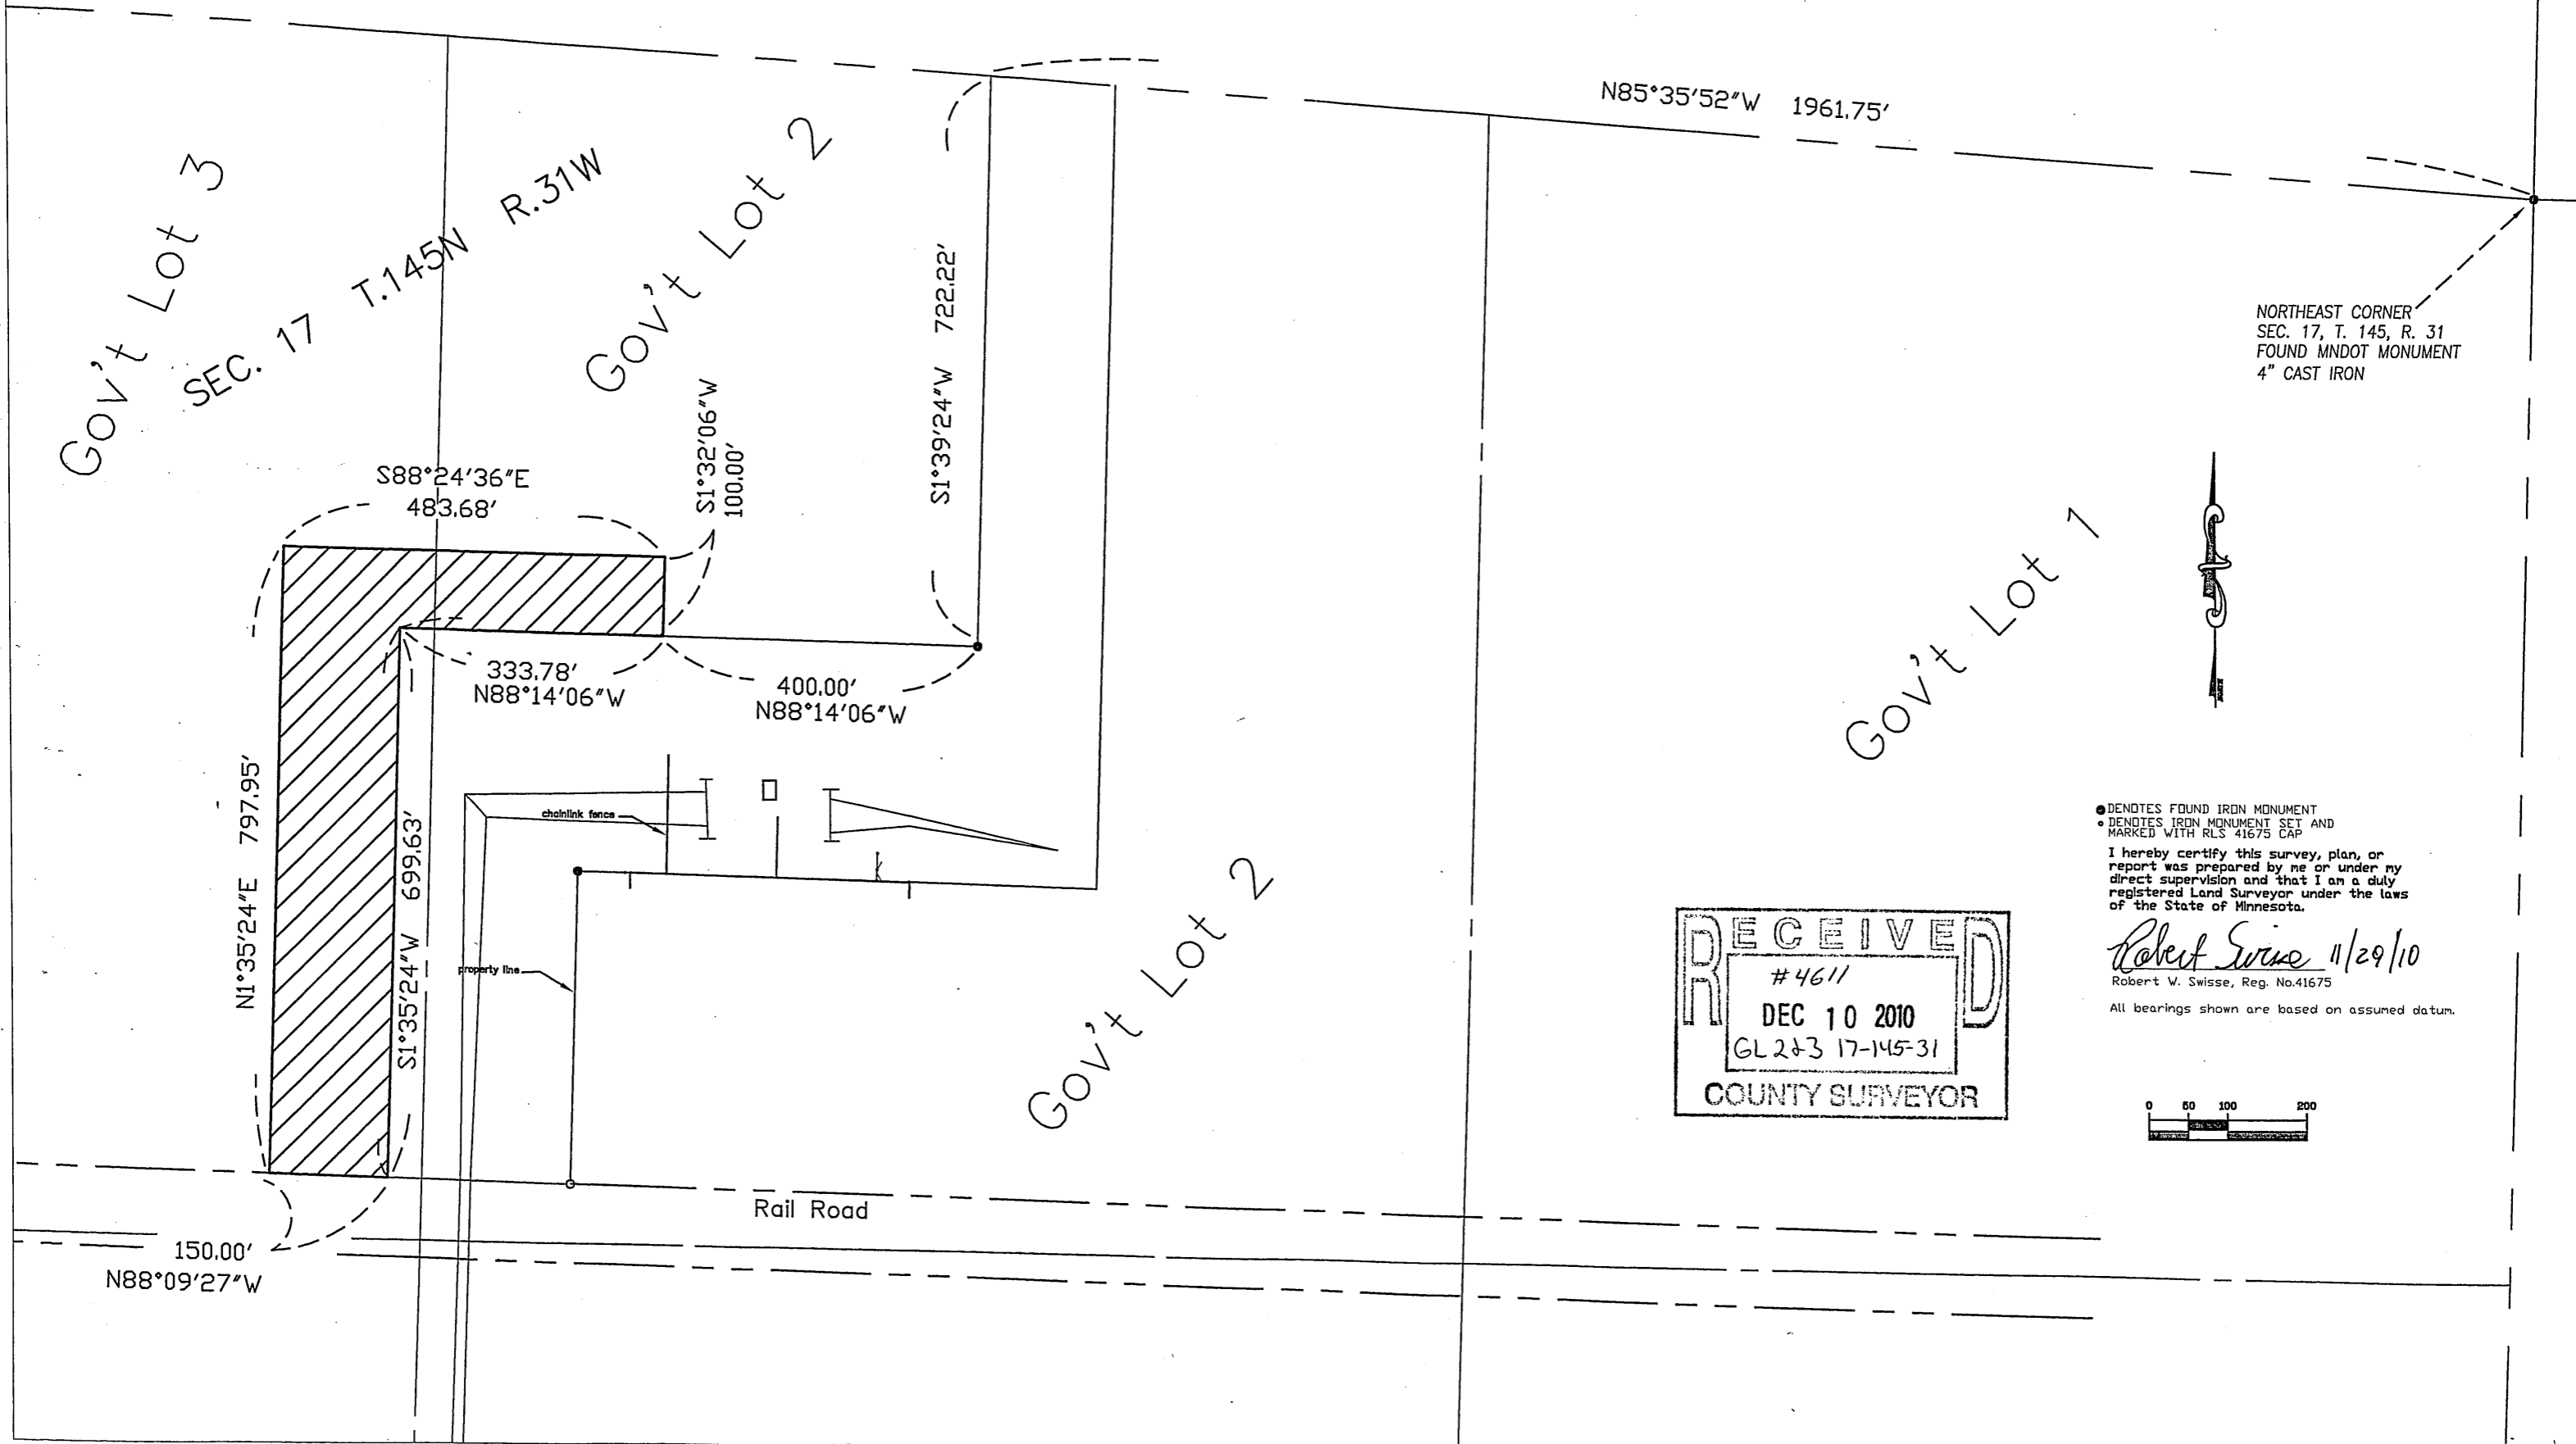 N85°35'52"W 1961.75'
Gov't Lot 3
SEC. 17 T.145N R.31W
Gov't Lot 2
S1°39'24"W 722.22'
S1°32'06"W
100.00'
NORTHEAST CORNER
SEC. 17, T. 145, R. 31
FOUND MNDOT MONUMENT
4" CAST IRON
S88°24'36"E
483.68'
333.78'
N88°14'06"W
400.00'
N88°14'06"W
Gov't Lot 1
NORTH
N1°35'24"E 797.95'
S1°35'24"W 699.63'
chainlink fence
property line
Gov't Lot 2
DENOTES FOUND IRON MONUMENT
DENOTES IRON MONUMENT SET AND
MARKED WITH RLS 41675 CAP
I hereby certify this survey, plan, or
report was prepared by me or under my
direct supervision and that I am a duly
registered Land Surveyor under the laws
of the State of Minnesota.
Robert Swisse 11/29/10
Robert W. Swisse, Reg. No.41675
All bearings shown are based on assumed datum.
RECEIVED
#4611
DEC 10 2010
GL 2&3 17-145-31
COUNTY SURVEYOR
0 50 100 200
Rail Road
150.00'
N88°09'27"W